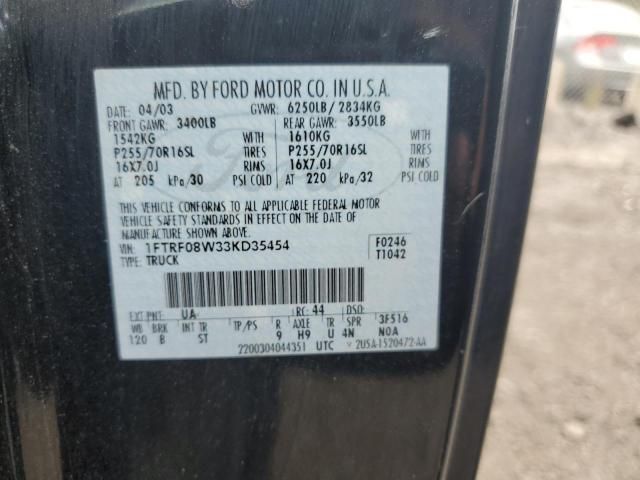 MFD. BY FORD MOTOR CO. IN U.S.A.
DATE: 04/03 GVWR: 6250LB/ 2834KG
FRONT GAWR: 3400LB REAR GAWR: 3550LB
1542KG WITH 1610KG WITH
P255/70R16SL TIRES P255/70R16SL TIRES
16X7.0J RIMS 16X7.0J RIMS
AT 205 kPa/30 PSI COLD AT 220 kPa/32 PSI COLD
THIS VEHICLE CONFORMS TO ALL APPLICABLE FEDERAL MOTOR
VEHICLE SAFETY STANDARDS IN EFFECT ON THE DATE OF
MANUFACTURE SHOWN ABOVE.
VIN: 1FTRF08W33KD35454 F0246
TYPE: TRUCK T1042
EXT PNT: UA RC: 44 DSO:
WB BRK INT TR TP/PS R AXLE TR SPR 3F516
120 B ST 9 H9 U 4N NOA
2200304044351 UTC 2U5A-1520472-AA
Ford